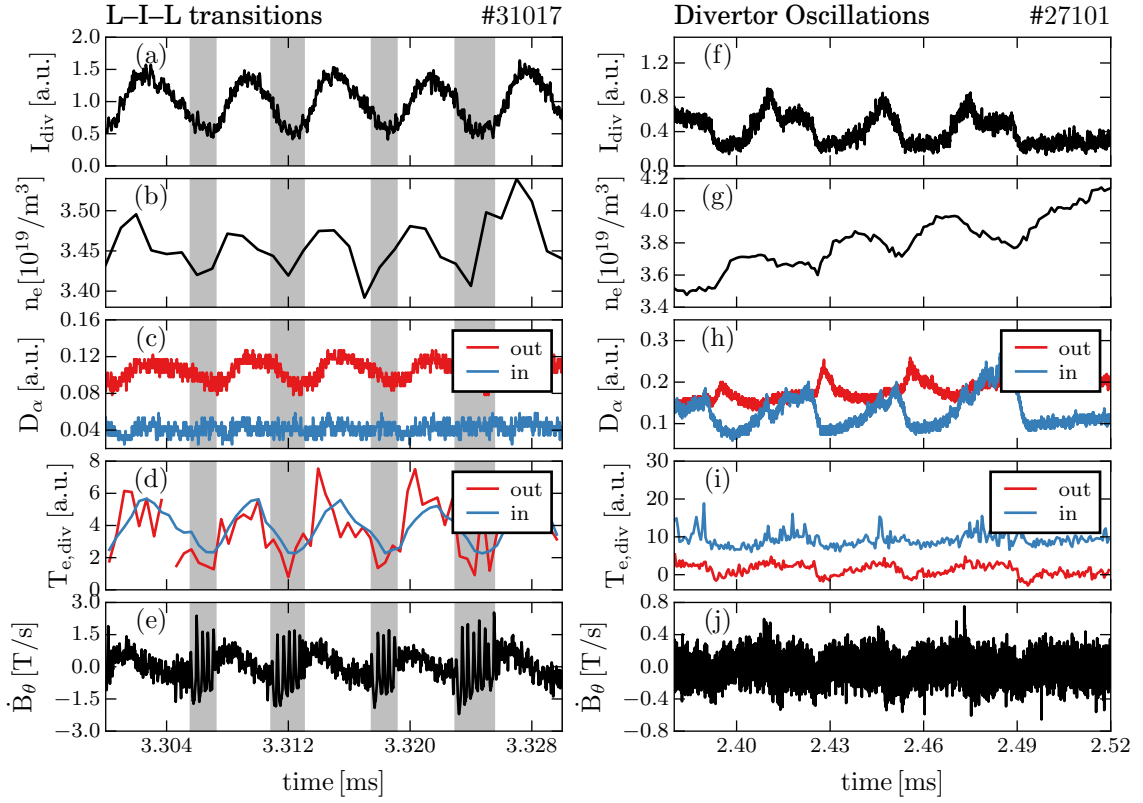 L–I–L transitions #31017
(a)
I_div [a.u.]
2.0
1.5
1.0
0.5
0.0
(b)
n_e [10^19/m^3]
3.50
3.45
3.40
(c)
D_α [a.u.]
0.16
0.12
0.08
0.04
out
in
(d)
T_e,div [a.u.]
8
6
4
2
0
out
in
(e)
Ḃ_θ [T/s]
3.0
1.5
0.0
−1.5
−3.0
3.304 3.312 3.320 3.328
time [ms]
Divertor Oscillations #27101
(f)
I_div [a.u.]
1.2
0.8
0.4
0.0
(g)
n_e [10^19/m^3]
4.2
4.0
3.8
3.6
3.4
(h)
D_α [a.u.]
0.3
0.2
0.1
out
in
(i)
T_e,div [a.u.]
30
20
10
0
out
in
(j)
Ḃ_θ [T/s]
0.8
0.4
0.0
−0.4
−0.8
2.40 2.43 2.46 2.49 2.52
time [ms]